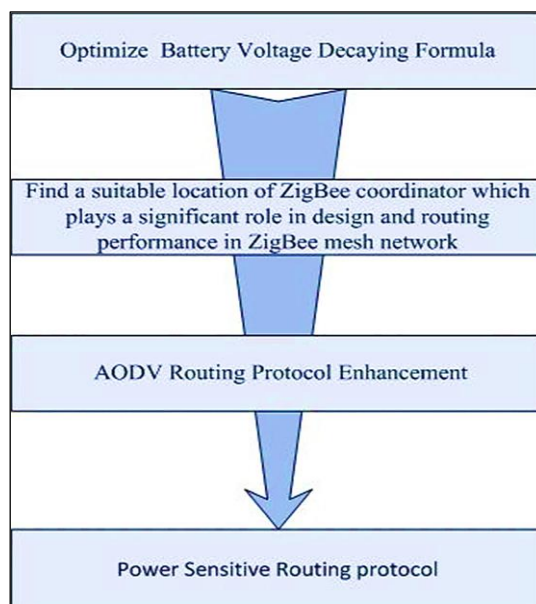 Optimize Battery Voltage Decaying Formula
Find a suitable location of ZigBee coordinator which
plays a significant role in design and routing
performance in ZigBee mesh network
AODV Routing Protocol Enhancement
Power Sensitive Routing protocol